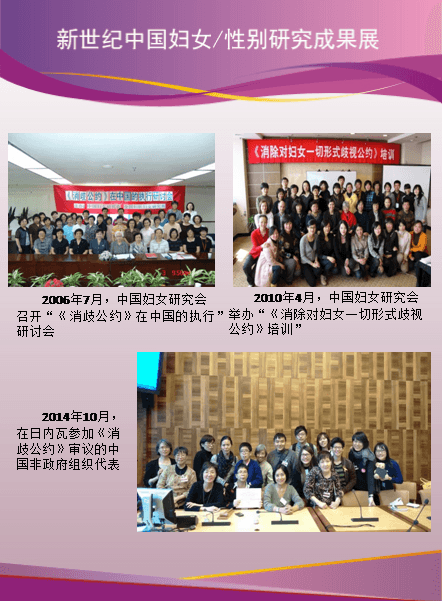 新世纪中国妇女/性别研究成果展
《消歧公约》在中国的执行研讨会
《消除对妇女一切形式歧视公约》培训
2006年7月，中国妇女研究会
召开“《消歧公约》在中国的执行”
研讨会
2010年4月，中国妇女研究会
举办“《消除对妇女一切形式歧视
公约》培训”
2014年10月，
在日内瓦参加《消
歧公约》审议的中
国非政府组织代表